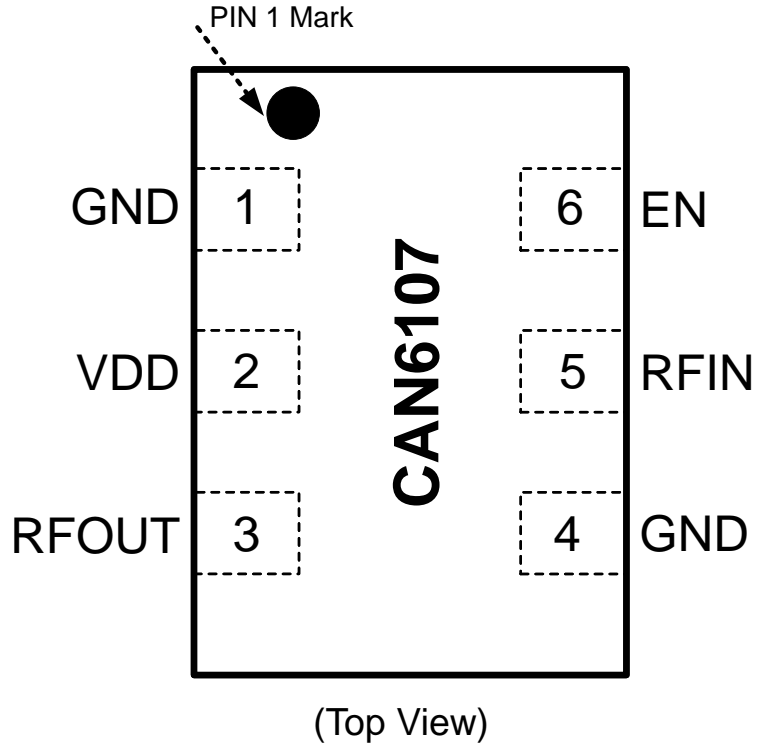 PIN 1 Mark
GND 1 6 EN
CAN6107
VDD 2 5 RFIN
RFOUT 3 4 GND
(Top View)